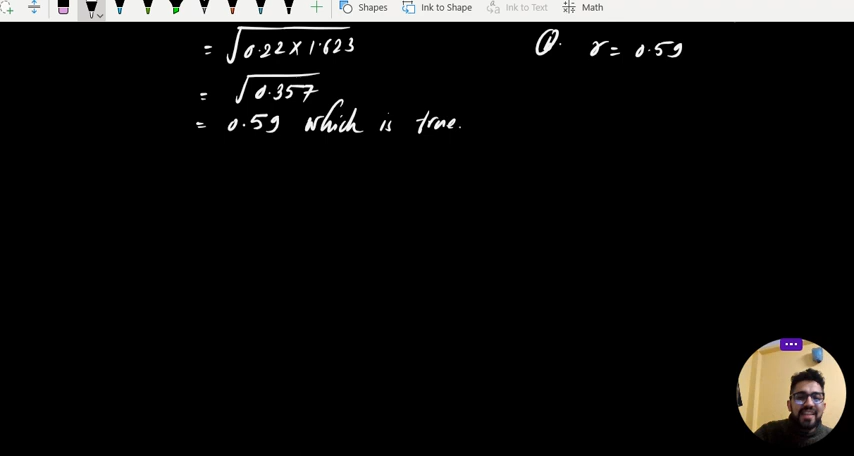 Shapes Ink to Shape Ink to Text Math
= √0.22 × 1.623
= √0.357
= 0.59 which is true.
r = 0.59